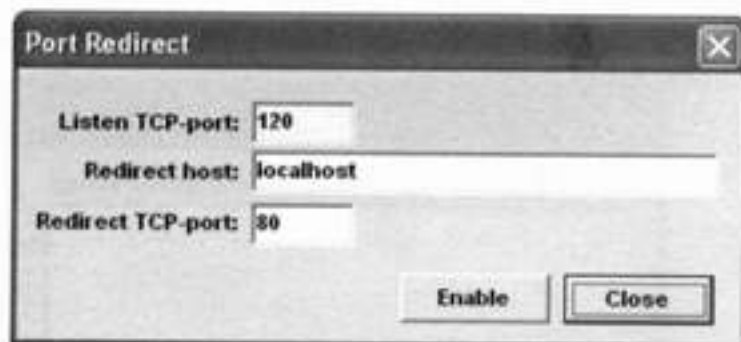 Port Redirect
Listen TCP-port: 120
Redirect host: localhost
Redirect TCP-port: 80
Enable Close